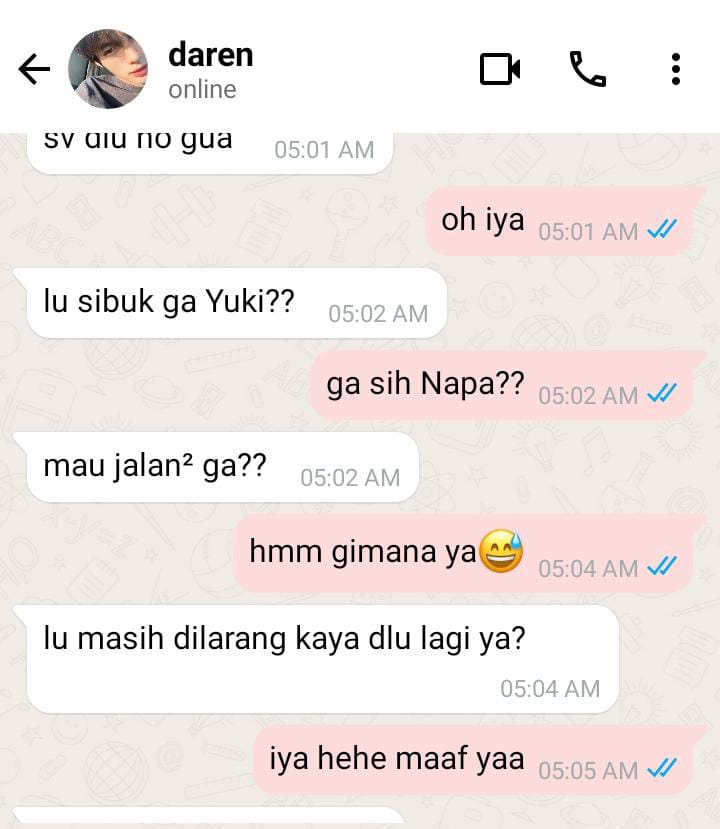 daren
online
sv dlu no gua 05:01 AM
oh iya 05:01 AM
lu sibuk ga Yuki?? 05:02 AM
ga sih Napa?? 05:02 AM
mau jalan² ga?? 05:02 AM
hmm gimana ya😅 05:04 AM
lu masih dilarang kaya dlu lagi ya?
05:04 AM
iya hehe maaf yaa 05:05 AM